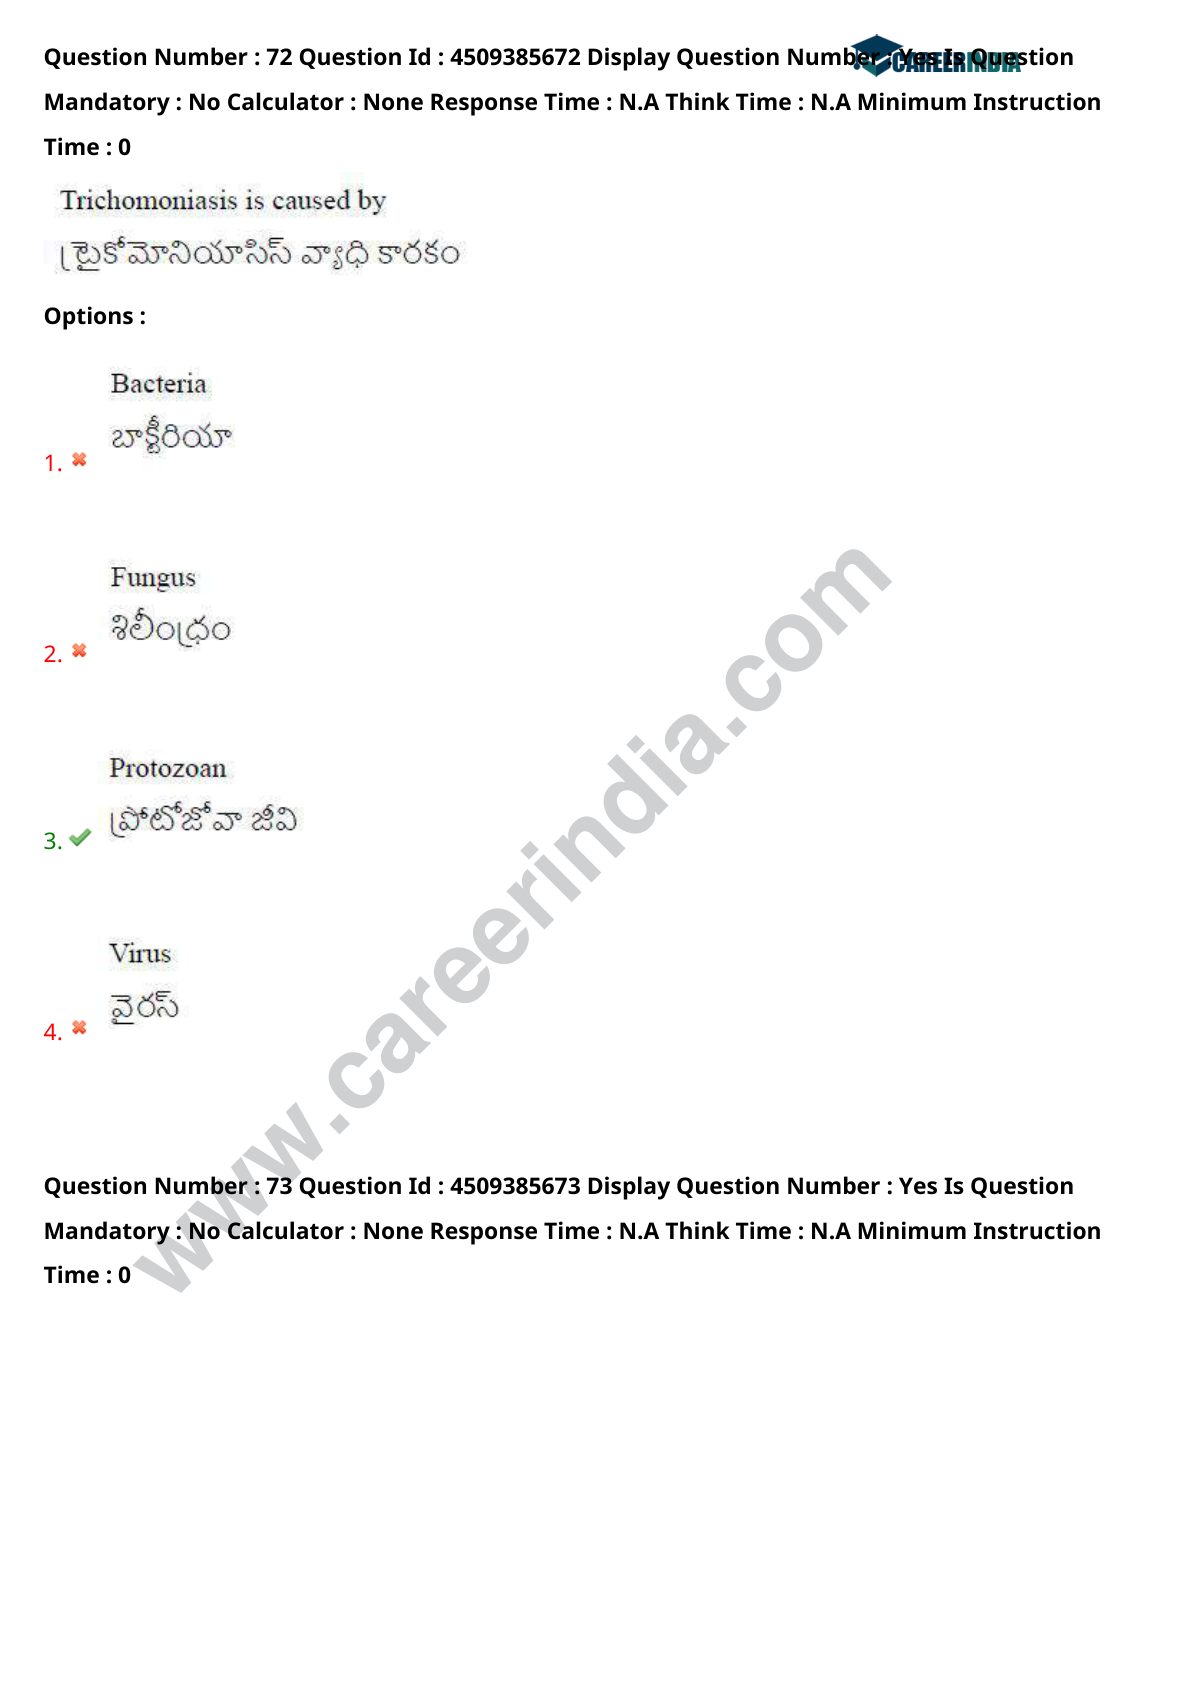 Question Number : 72 Question Id : 4509385672 Display Question Number : Yes Is Question
CAREERINDIA
Mandatory : No Calculator : None Response Time : N.A Think Time : N.A Minimum Instruction
Time : 0
Trichomoniasis is caused by
ట్రైకోమోనియాసిస్ వ్యాధి కారకం
Options :
Bacteria
బాక్టీరియా
1.
Fungus
శిలీంధ్రం
2.
Protozoan
ప్రోటోజోవా జీవి
3.
Virus
వైరస్
4.
www.careerindia.com
Question Number : 73 Question Id : 4509385673 Display Question Number : Yes Is Question
Mandatory : No Calculator : None Response Time : N.A Think Time : N.A Minimum Instruction
Time : 0